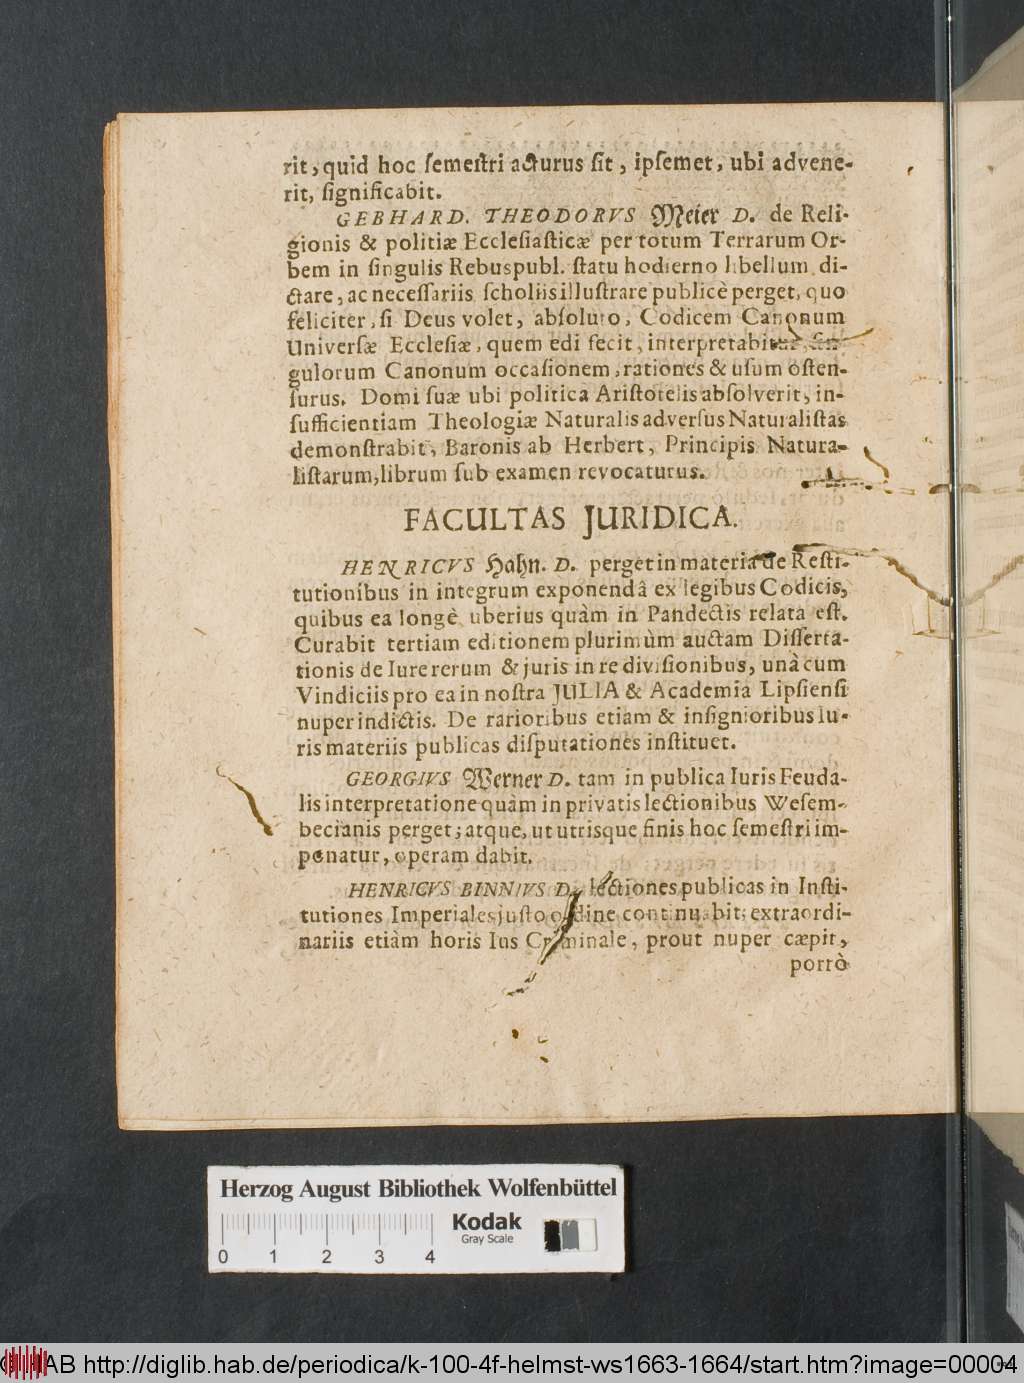 rit, quid hoc ſemeſtri acturus ſit, ipſemet, ubi advene-
rit, ſignificabit.
GEBHARD. THEODORVS Meier D. de Reli-
gionis & politiæ Eccleſiaſticæ per totum Terrarum Or-
bem in ſingulis Rebuspubl. ſtatu hodierno libellum di-
ctare, ac neceſſariis ſcholiis illuſtrare publicè perget, quo
feliciter, ſi Deus volet, abſoluto, Codicem Canonum
Univerſæ Eccleſiæ, quem edi fecit, interpretabitur, ſin-
gulorum Canonum occaſionem, rationes & uſum oſten-
ſurus. Domi ſuæ ubi politica Ariſtotelis abſolverit, in-
ſufficientiam Theologiæ Naturalis adverſus Naturaliſtas
demonſtrabit, Baronis ab Herbert, Principis Natura-
liſtarum, librum ſub examen revocaturus.
FACULTAS JURIDICA.
HENRICVS Hahn. D. perget in materia de Reſti-
tutionibus in integrum exponendâ ex legibus Codicis,
quibus ea longè uberius quàm in Pandectis relata eſt.
Curabit tertiam editionem plurimùm auctam Diſſerta-
tionis de Iure rerum & juris in re diviſionibus, unà cum
Vindiciis pro ea in noſtra JULIA & Academia Lipſienſi
nuper indictis. De rarioribus etiam & inſignioribus Iu-
ris materiis publicas diſputationes inſtituet.
GEORGIVS Werner D. tam in publica Iuris Feuda-
lis interpretatione quàm in privatis lectionibus Weſem-
becianis perget; atque, ut utrisque finis hoc ſemeſtri im-
ponatur, operam dabit.
HENRICVS BINNIVS D. lectiones publicas in Inſti-
tutiones Imperiales juſto ordine continuabit; extraordi-
nariis etiàm horis Ius Criminale, prout nuper cæpit,
porrò
Herzog August Bibliothek Wolfenbüttel
Kodak
Gray Scale
0 1 2 3 4
© HAB http://diglib.hab.de/periodica/k-100-4f-helmst-ws1663-1664/start.htm?image=00004